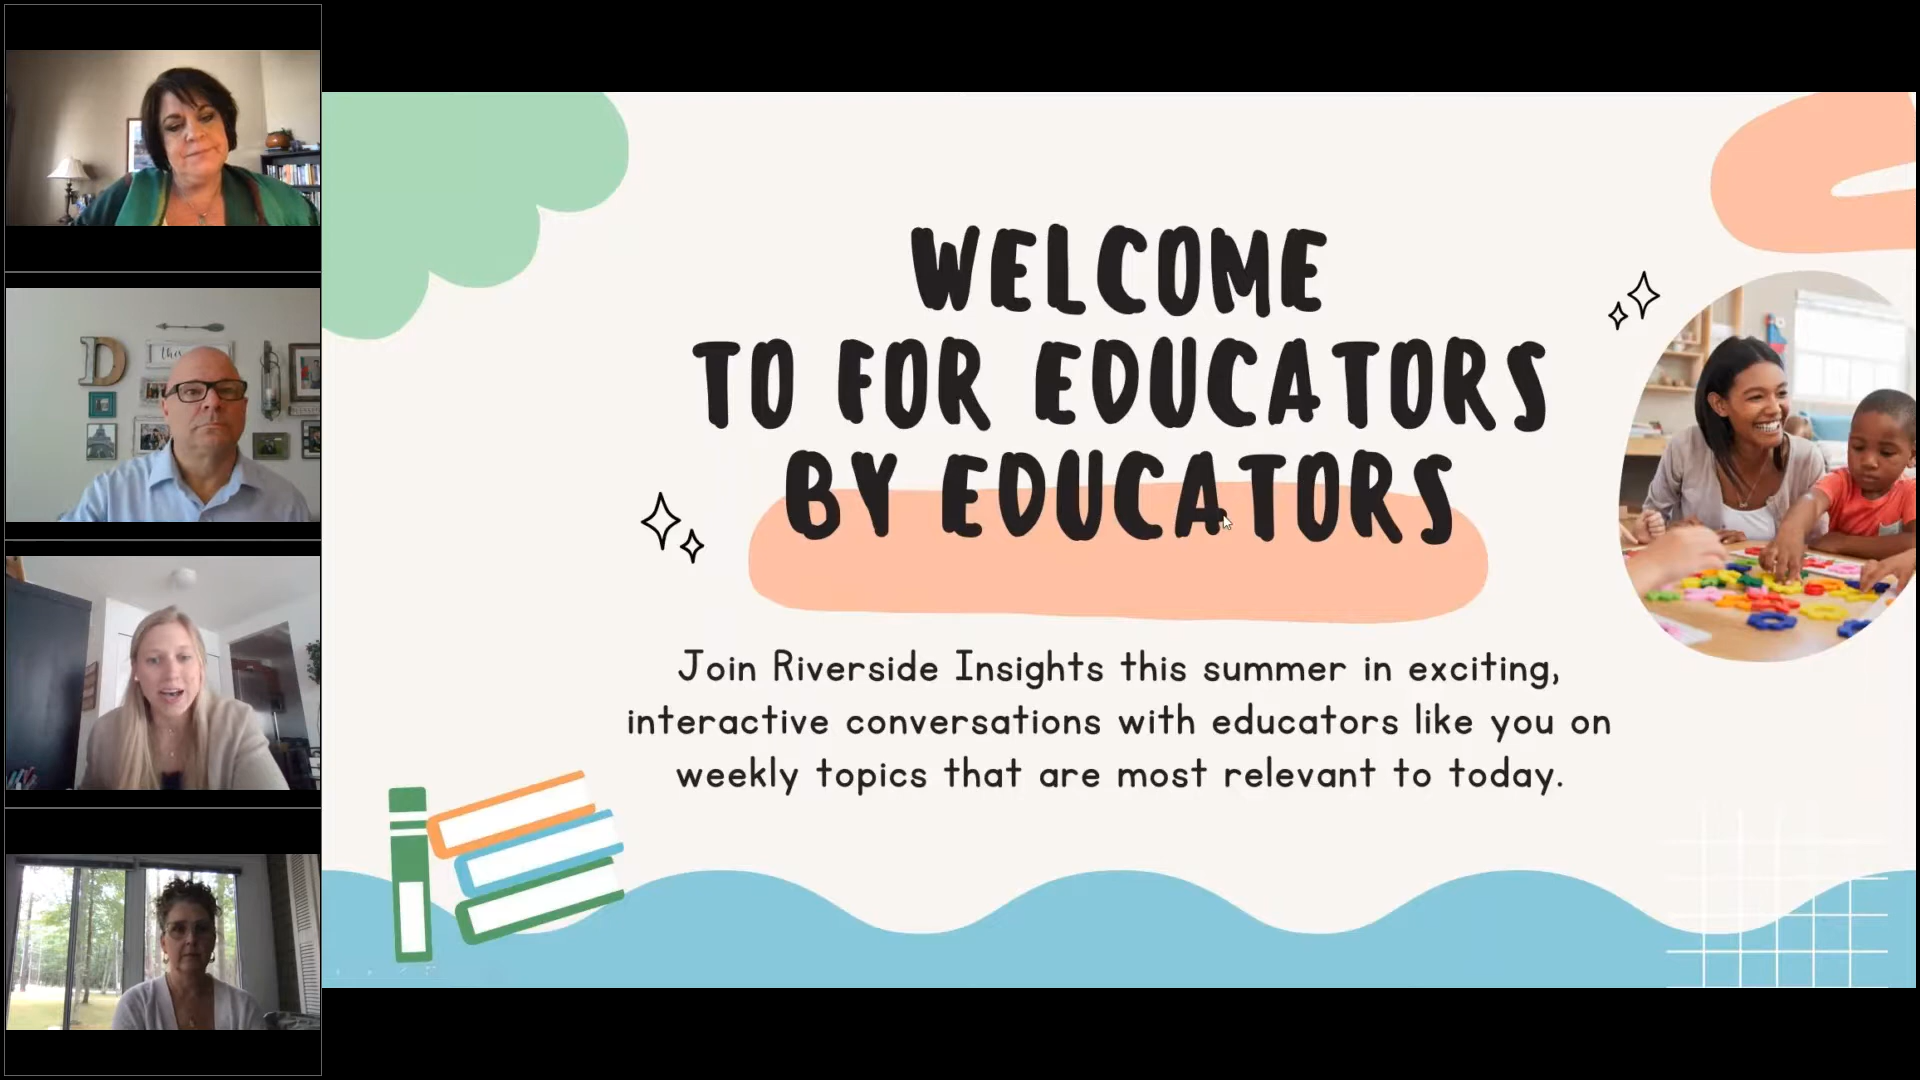 WELCOME
TO FOR EDUCATORS
BY EDUCATORS
Join Riverside Insights this summer in exciting,
interactive conversations with educators like you on
weekly topics that are most relevant to today.
D